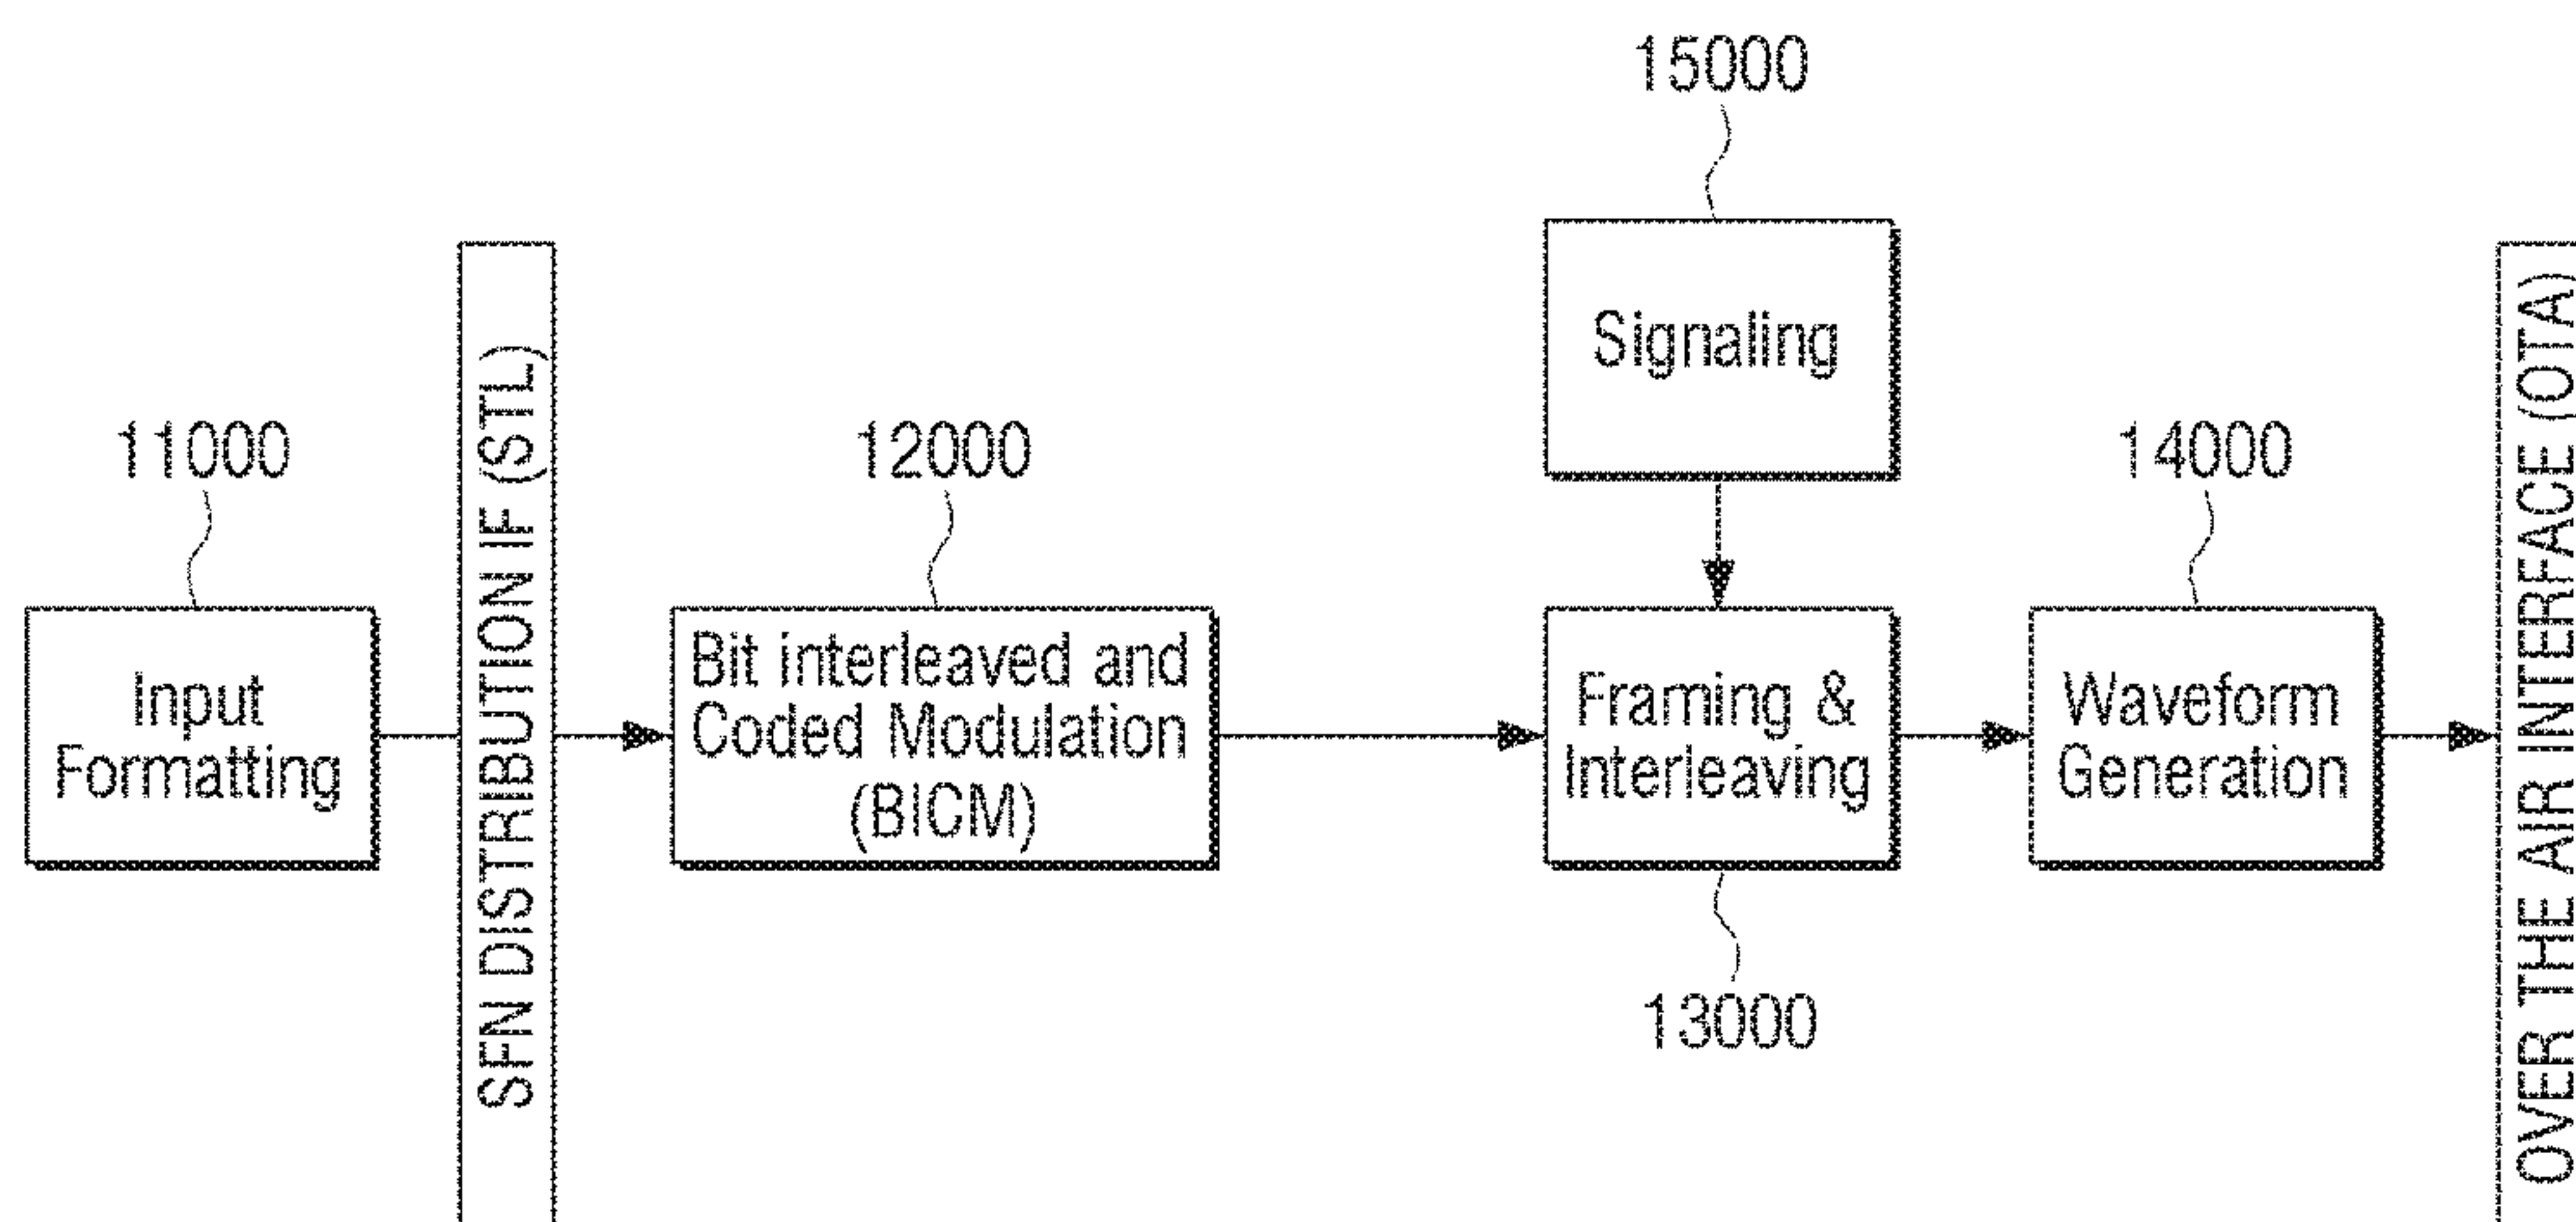 15000
Signaling
11000
Input
Formatting
SFN DISTRIBUTION IF (STL)
12000
Bit interleaved and
Coded Modulation
(BICM)
Framing &
Interleaving
13000
14000
Waveform
Generation
OVER THE AIR INTERFACE (OTA)